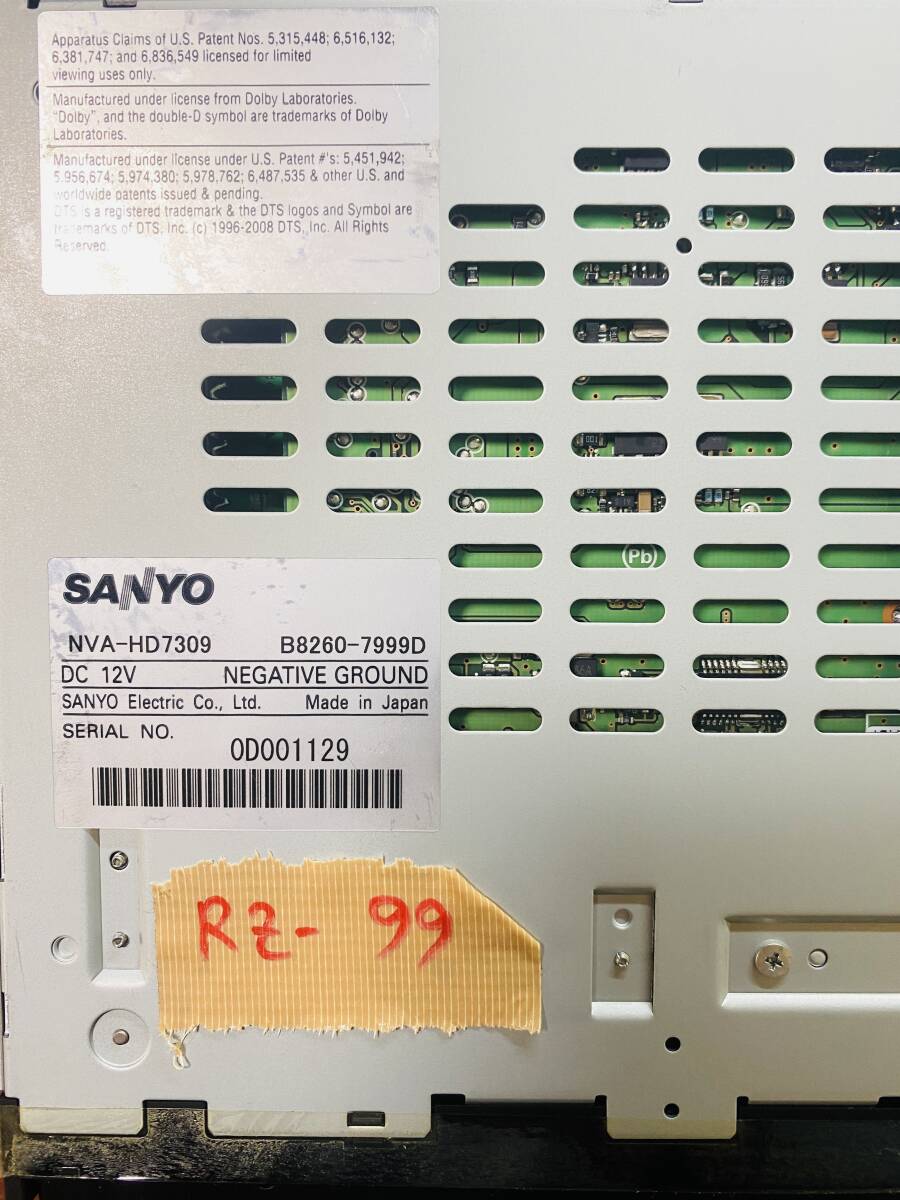 Apparatus Claims of U.S. Patent Nos. 5,315,448; 6,516,132;
6,381,747; and 6,836,549 licensed for limited
viewing uses only.
Manufactured under license from Dolby Laboratories.
“Dolby”, and the double-D symbol are trademarks of Dolby
Laboratories.
Manufactured under license under U.S. Patent #'s: 5,451,942;
5.956,674; 5,974.380; 5,978,762; 6,487,535 & other U.S. and
worldwide patents issued & pending.
DTS is a registered trademark & the DTS logos and Symbol are
trademarks of DTS. Inc. (c) 1996-2008 DTS, Inc. All Rights
Reserved.
Pb
SANYO
NVA-HD7309 B8260-7999D
DC 12V NEGATIVE GROUND
SANYO Electric Co., Ltd. Made in Japan
SERIAL NO.
0D001129
RZ- 99